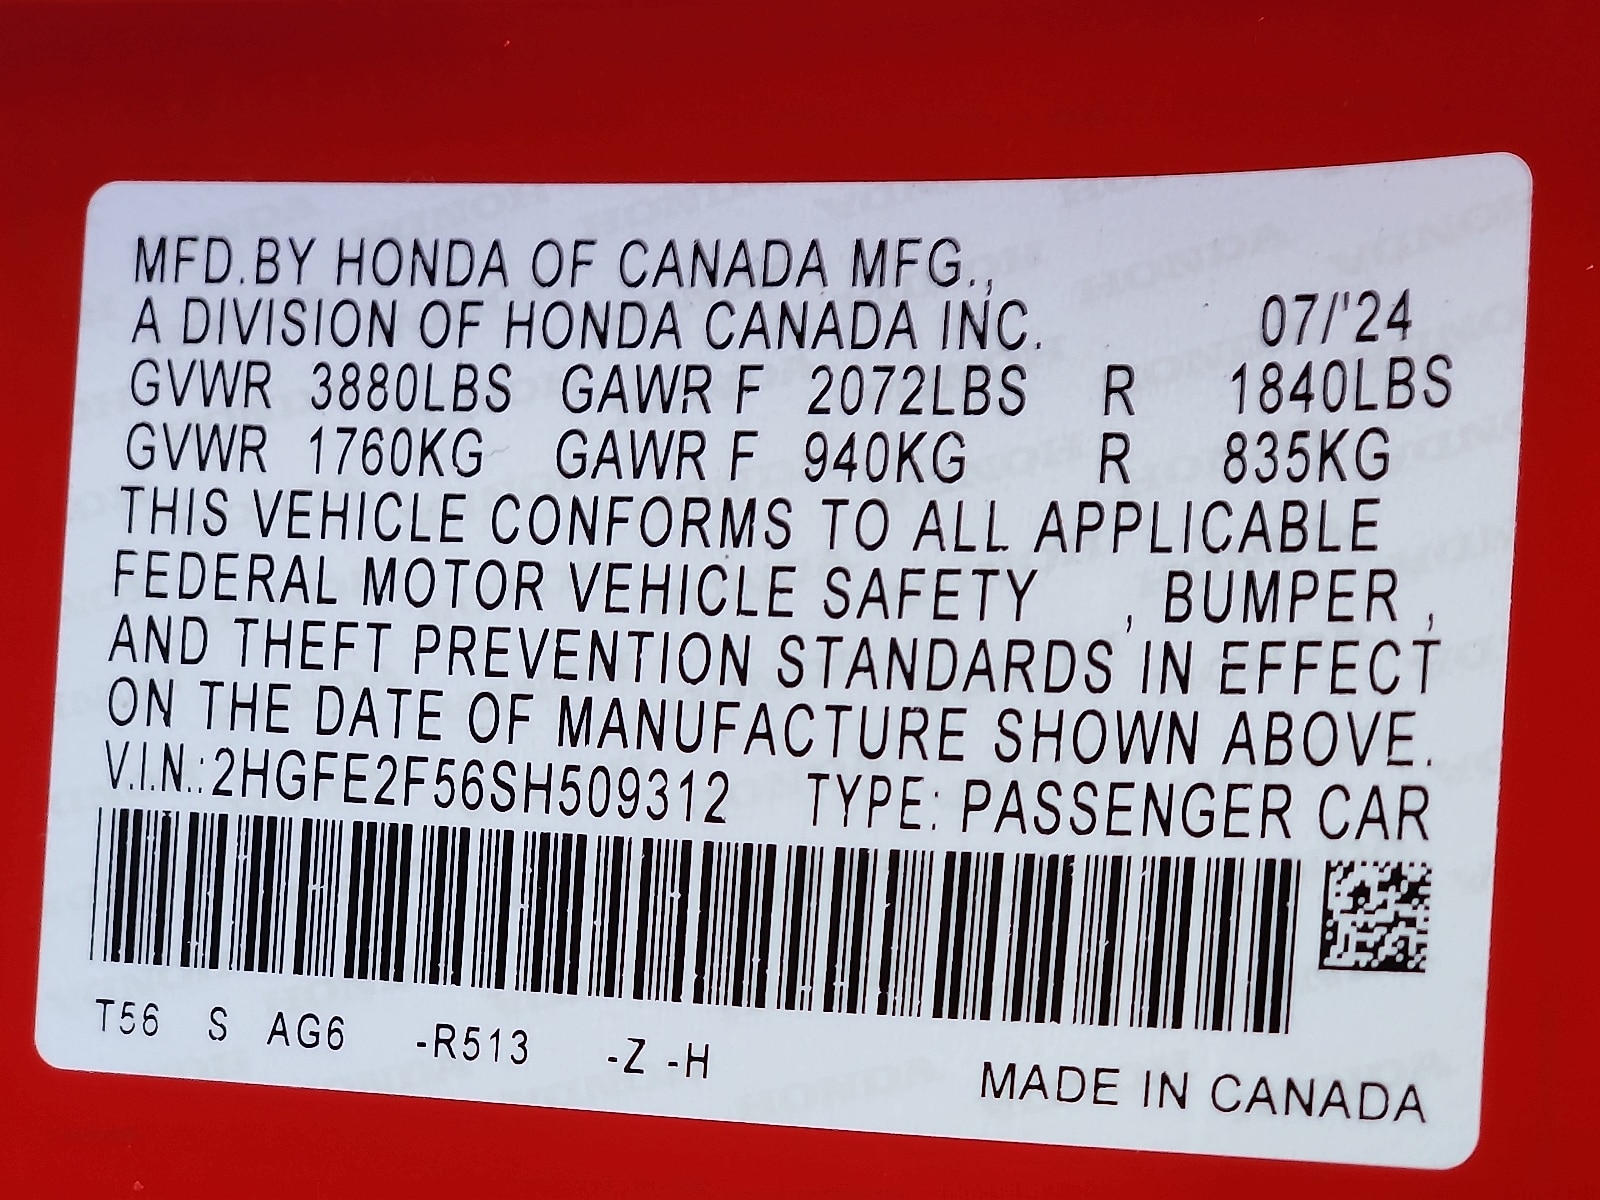 MFD.BY HONDA OF CANADA MFG.,
A DIVISION OF HONDA CANADA INC. 07/'24
GVWR 3880LBS GAWR F 2072LBS R 1840LBS
GVWR 1760KG GAWR F 940KG R 835KG
THIS VEHICLE CONFORMS TO ALL APPLICABLE
FEDERAL MOTOR VEHICLE SAFETY , BUMPER ,
AND THEFT PREVENTION STANDARDS IN EFFECT
ON THE DATE OF MANUFACTURE SHOWN ABOVE.
V.I.N.:2HGFE2F56SH509312 TYPE: PASSENGER CAR
T56 S AG6 -R513 -Z -H
MADE IN CANADA